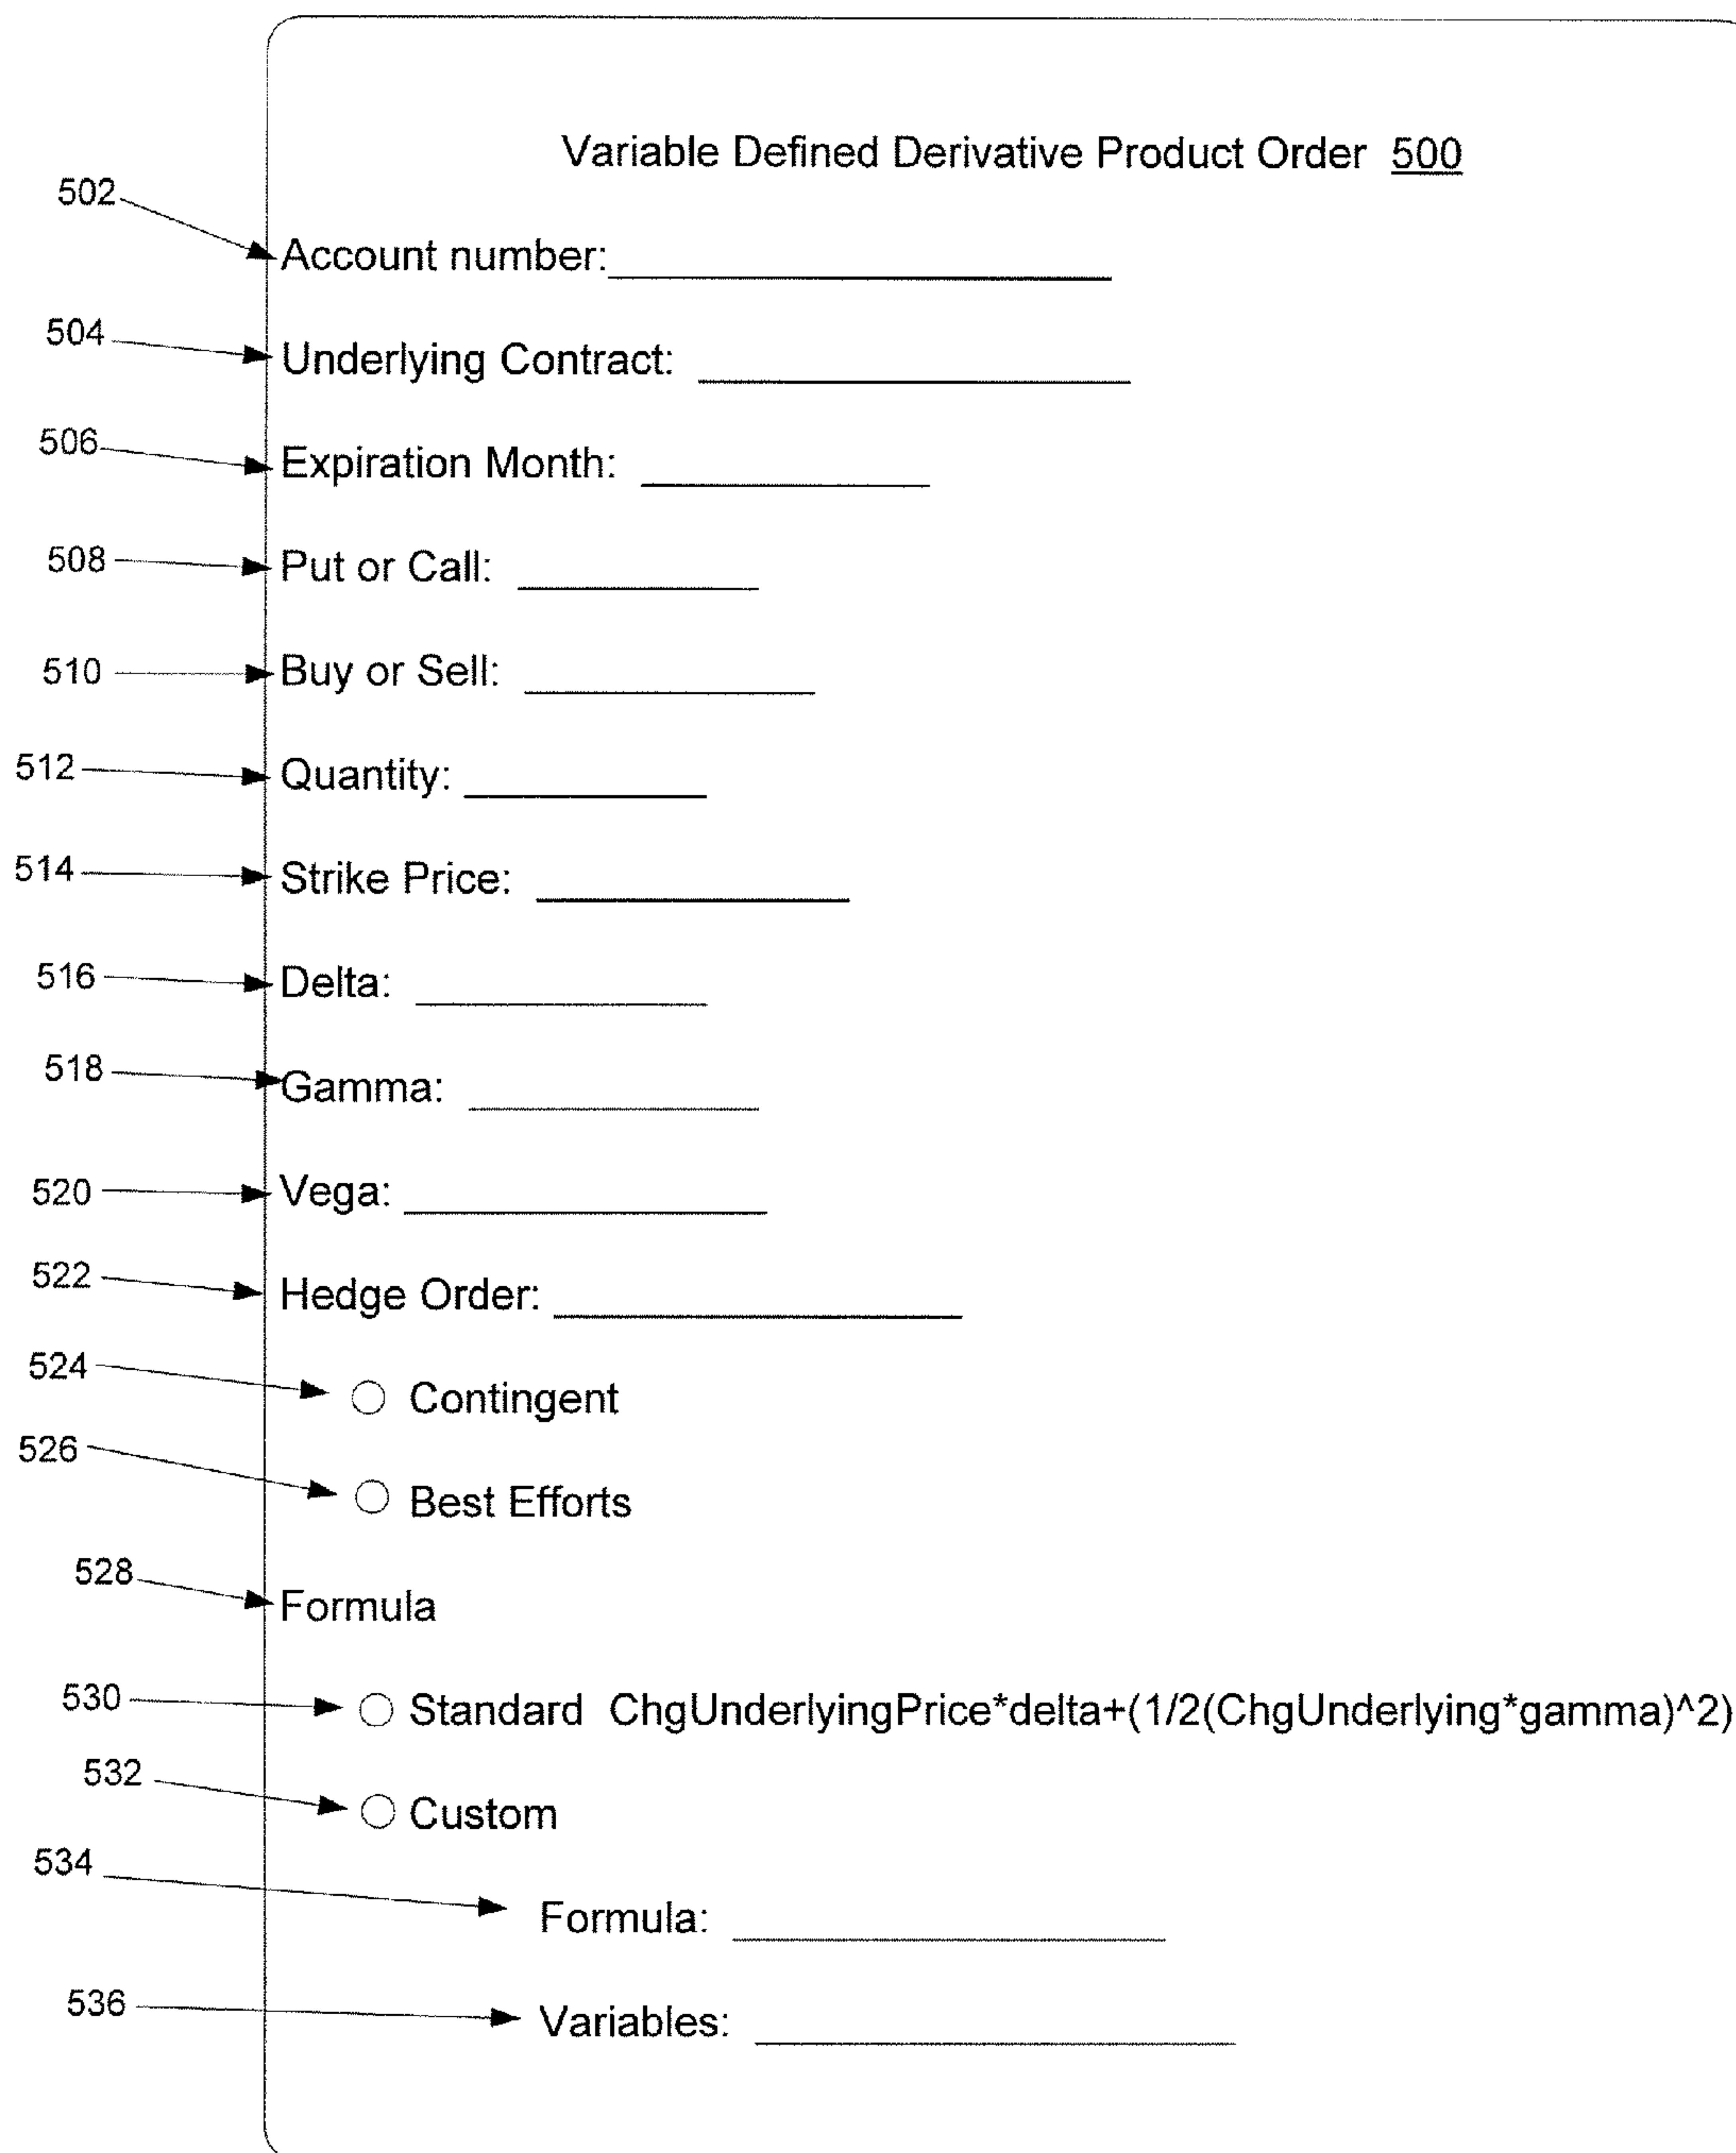 Variable Defined Derivative Product Order 500
502
Account number:
504
Underlying Contract:
506
Expiration Month:
508
Put or Call:
510
Buy or Sell:
512
Quantity:
514
Strike Price:
516
Delta:
518
Gamma:
520
Vega:
522
Hedge Order:
524
Contingent
526
Best Efforts
528
Formula
530
Standard ChgUnderlyingPrice*delta+(1/2(ChgUnderlying*gamma)^2)
532
Custom
534
Formula:
536
Variables: